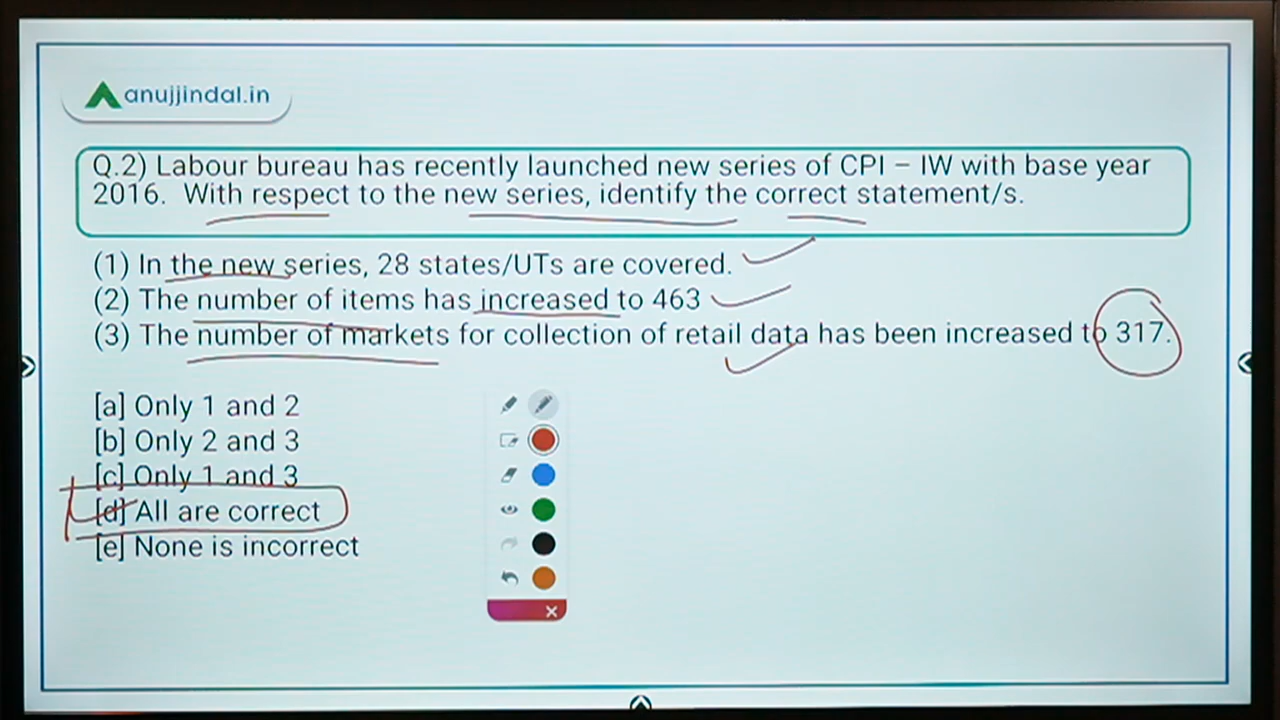 anujjindal.in
Q.2) Labour bureau has recently launched new series of CPI – IW with base year
2016. With respect to the new series, identify the correct statement/s.
(1) In the new series, 28 states/UTs are covered.
(2) The number of items has increased to 463
(3) The number of markets for collection of retail data has been increased to 317.
[a] Only 1 and 2
[b] Only 2 and 3
[c] Only 1 and 3
[d] All are correct
[e] None is incorrect